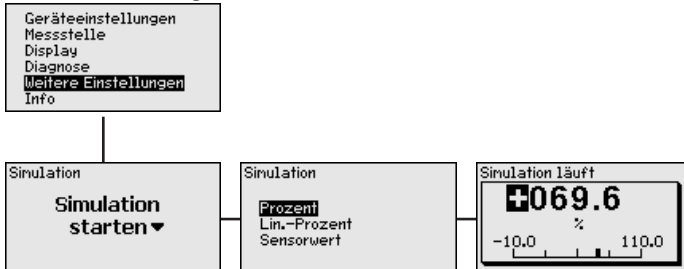 Geräteeinstellungen
Messstelle
Display
Diagnose
Weitere Einstellungen
Info
Simulation
Simulation
starten▼
Simulation
Prozent
Lin.-Prozent
Sensorwert
Simulation läuft
+069.6
%
-10.0 110.0